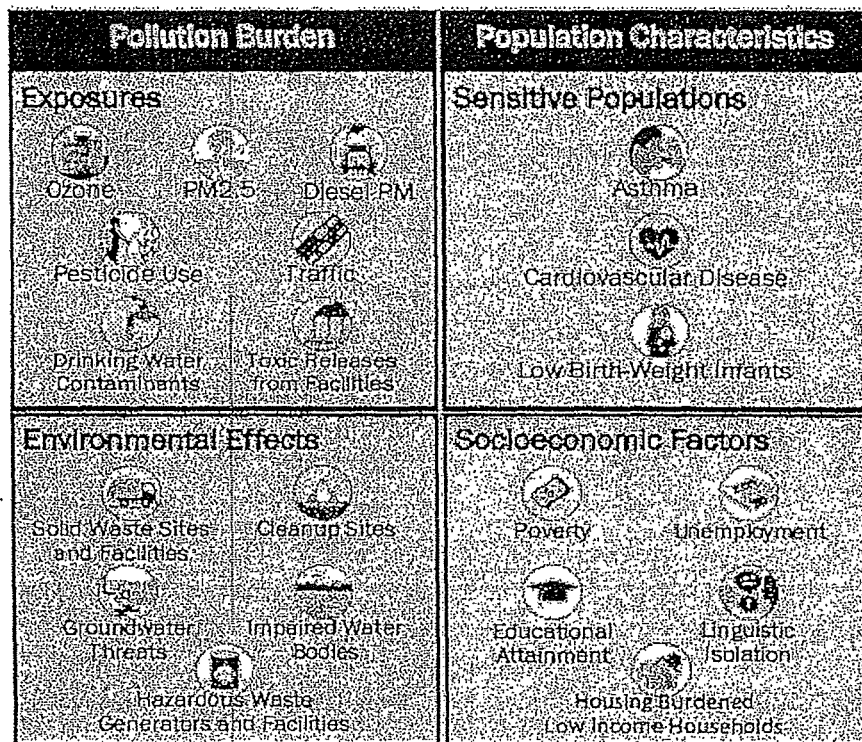 Pollution Burden
Population Characteristics
Exposures
Ozone
PM2.5
Diesel PM
Pesticide Use
Traffic
Drinking Water
Contaminants
Toxic Releases
from Facilities
Sensitive Populations
Asthma
Cardiovascular Disease
Low Birth-Weight Infants
Environmental Effects
Solid Waste Sites
and Facilities
Cleanup Sites
Groundwater
Threats
Impaired Water
Bodies
Hazardous Waste
Generators and Facilities
Socioeconomic Factors
Poverty
Unemployment
Educational
Attainment
Linguistic
Isolation
Housing Burdened
Low Income Households